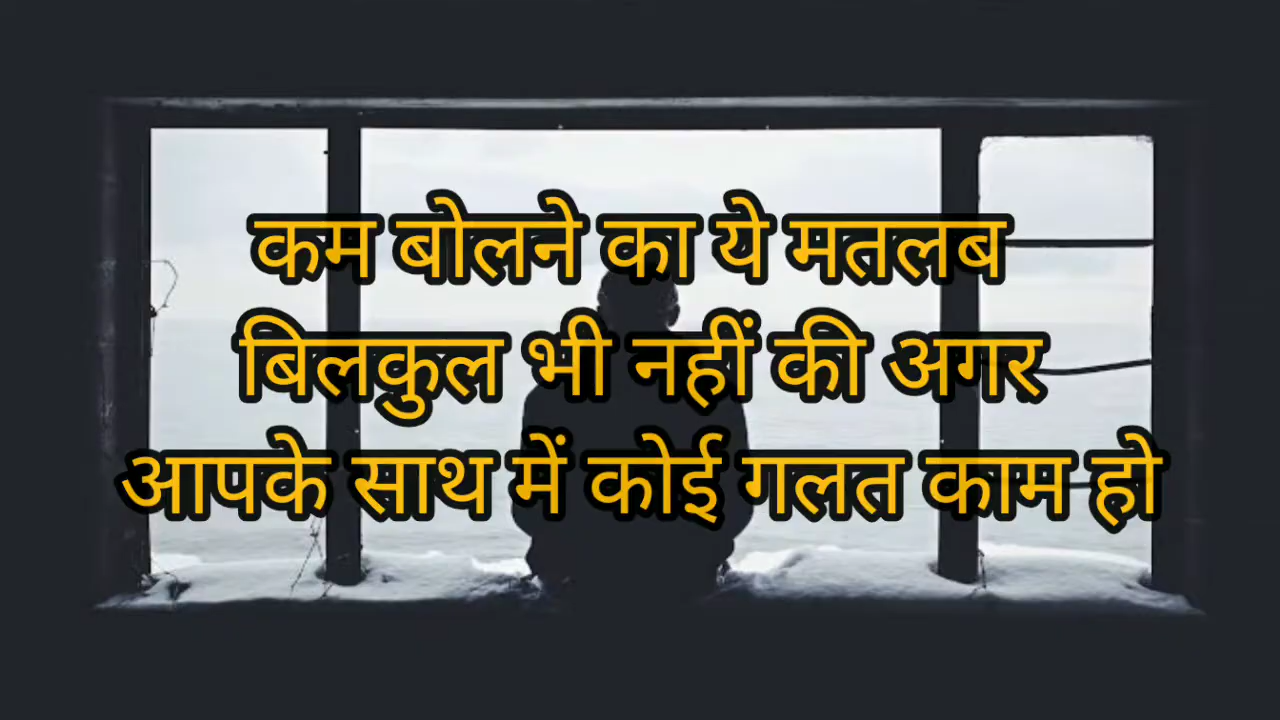 कम बोलने का ये मतलब
बिलकुल भी नहीं की अगर
आपके साथ में कोई गलत काम हो